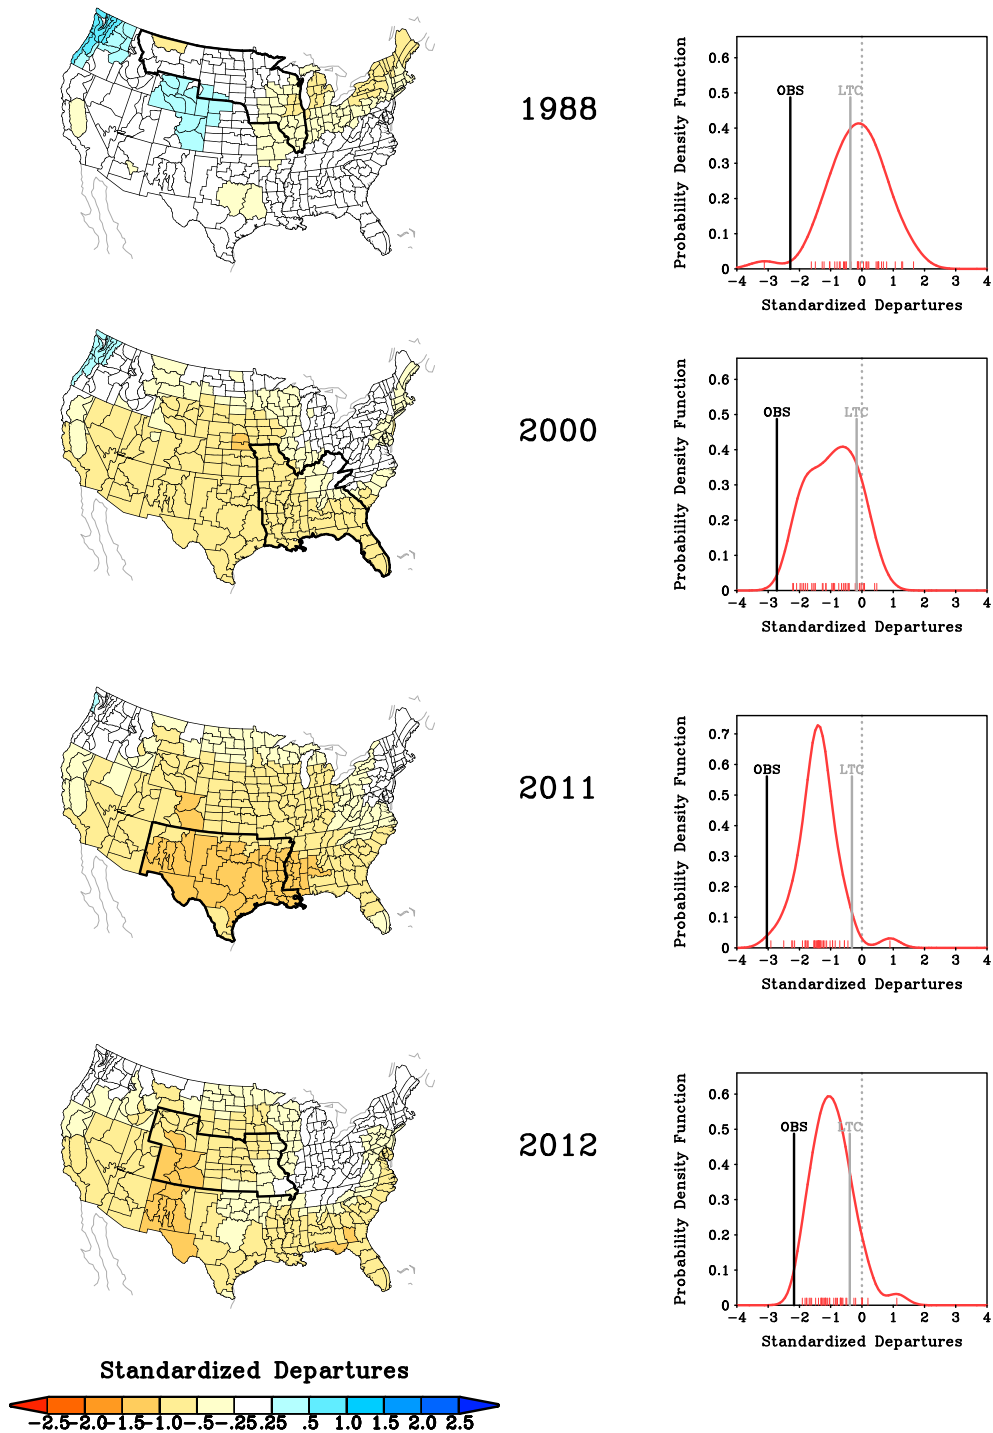 1988
Probability Density Function
0.6
0.5
0.4
0.3
0.2
0.1
0
OBS
LTC
-4 -3 -2 -1 0 1 2 3 4
Standardized Departures
2000
Probability Density Function
0.6
0.5
0.4
0.3
0.2
0.1
0
OBS
LTC
-4 -3 -2 -1 0 1 2 3 4
Standardized Departures
2011
Probability Density Function
0.7
0.6
0.5
0.4
0.3
0.2
0.1
0
OBS
LTC
-4 -3 -2 -1 0 1 2 3 4
Standardized Departures
2012
Probability Density Function
0.6
0.5
0.4
0.3
0.2
0.1
0
OBS
LTC
-4 -3 -2 -1 0 1 2 3 4
Standardized Departures
Standardized Departures
-2.5 -2.0 -1.5 -1.0 -.5 -.25 .25 .5 1.0 1.5 2.0 2.5